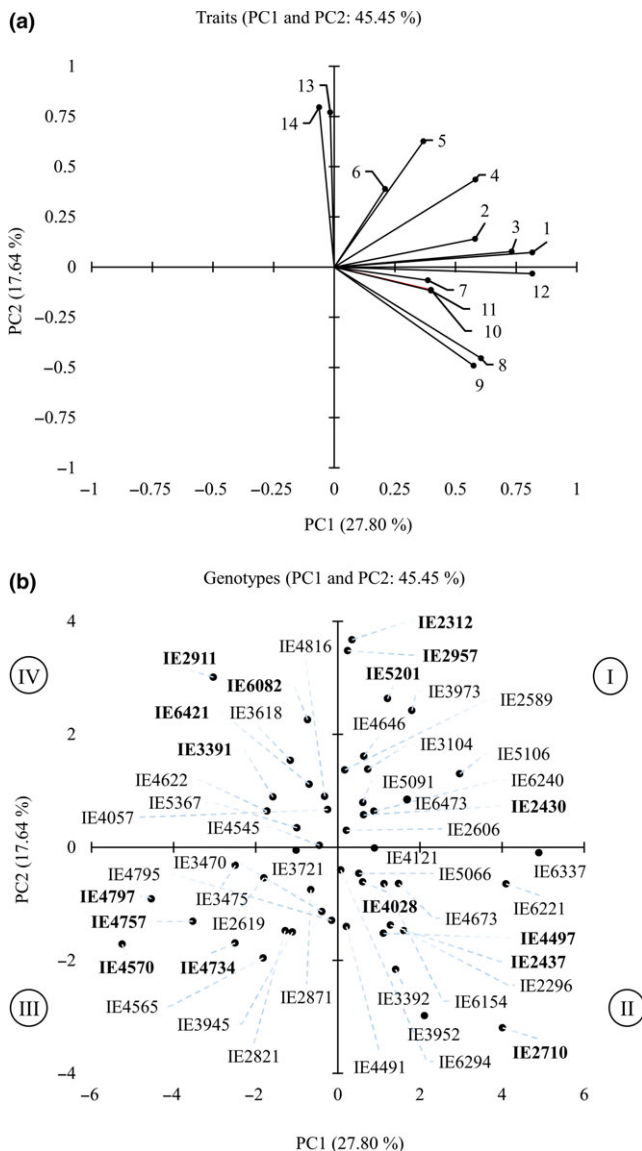 (a)
Traits (PC1 and PC2: 45.45 %)
1
13
0.75
14
5
0.5
6
4
0.25
2
3
1
0
7
12
11
−0.25
10
8
−0.5
9
−0.75
−1
−1
−0.75
−0.5
−0.25
0
0.25
0.5
0.75
1
PC2 (17.64 %)
PC1 (27.80 %)
(b)
Genotypes (PC1 and PC2: 45.45 %)
4
IE2312
IE4816
IE2957
IV
IE2911
I
IE6082
IE5201
IE3973
IE6421
IE3618
IE2589
IE4646
2
IE3391
IE3104
IE5106
IE4622
IE5091
IE6240
IE5367
IE6473
IE2430
IE4057
IE4545
IE2606
0
IE4795
IE3470
IE3721
IE4121
IE6337
IE5066
IE4797
IE3475
IE6221
IE4757
IE2619
IE4028
IE4673
IE4497
−2
IE4570
IE4734
IE2437
IE4565
IE2871
IE3392
IE6154
IE2296
III
II
IE3945
IE3952
IE2821
IE4491
IE6294
IE2710
−4
−6
−4
−2
0
2
4
6
PC2 (17.64 %)
PC1 (27.80 %)